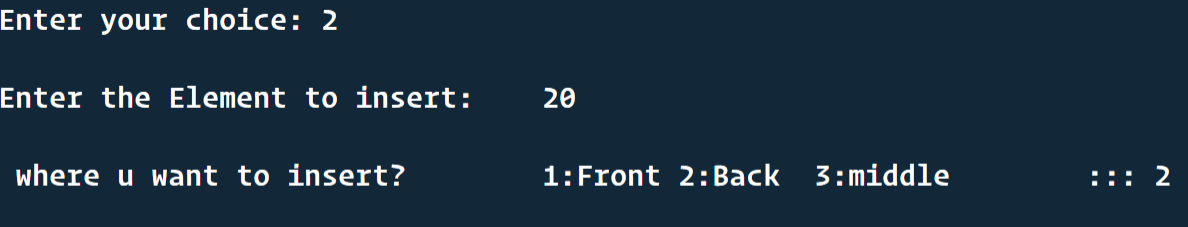 Enter your choice: 2
Enter the Element to insert:    20
where u want to insert?        1:Front 2:Back  3:middle        ::: 2